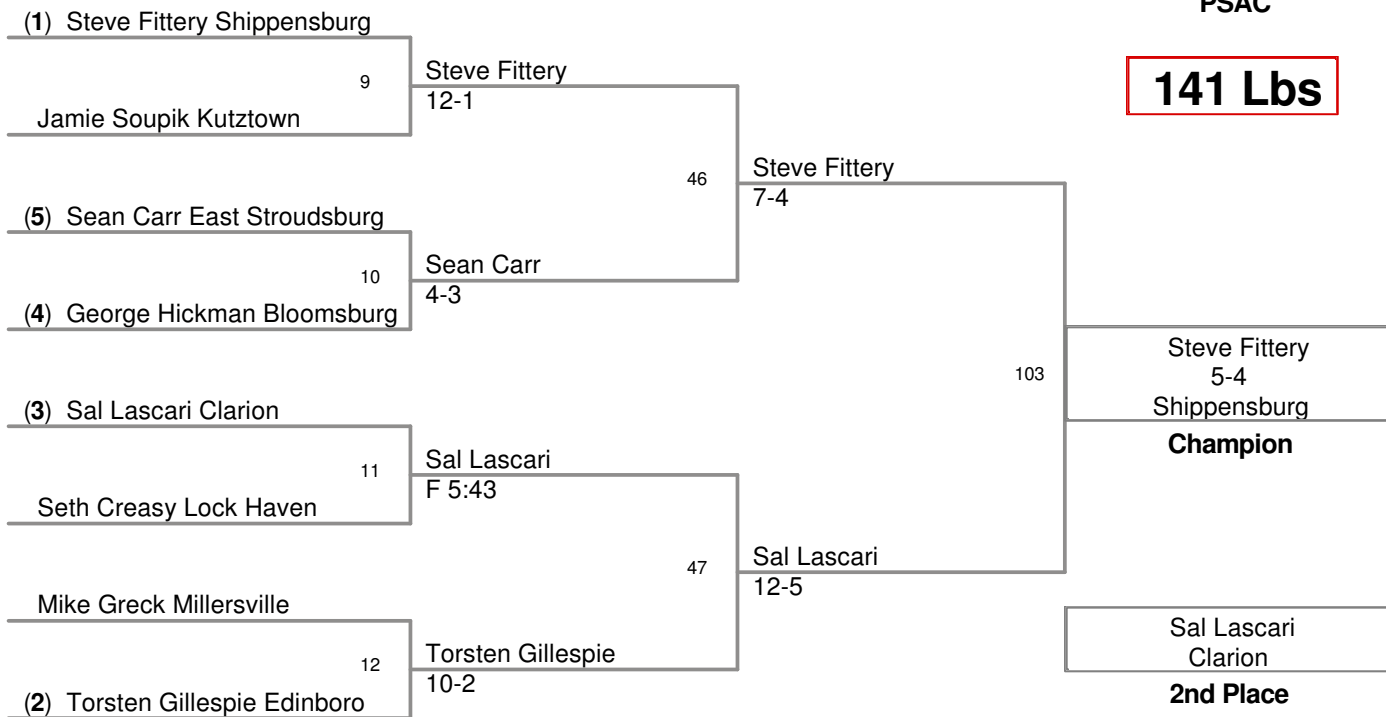 PSAC
141 Lbs
(1) Steve Fittery Shippensburg
9
Jamie Soupik Kutztown
Steve Fittery
12-1
(5) Sean Carr East Stroudsburg
10
(4) George Hickman Bloomsburg
Sean Carr
4-3
46
Steve Fittery
7-4
(3) Sal Lascari Clarion
11
Seth Creasy Lock Haven
Sal Lascari
F 5:43
Mike Greck Millersville
12
(2) Torsten Gillespie Edinboro
Torsten Gillespie
10-2
47
Sal Lascari
12-5
103
Steve Fittery
5-4
Shippensburg
Champion
Sal Lascari
Clarion
2nd Place